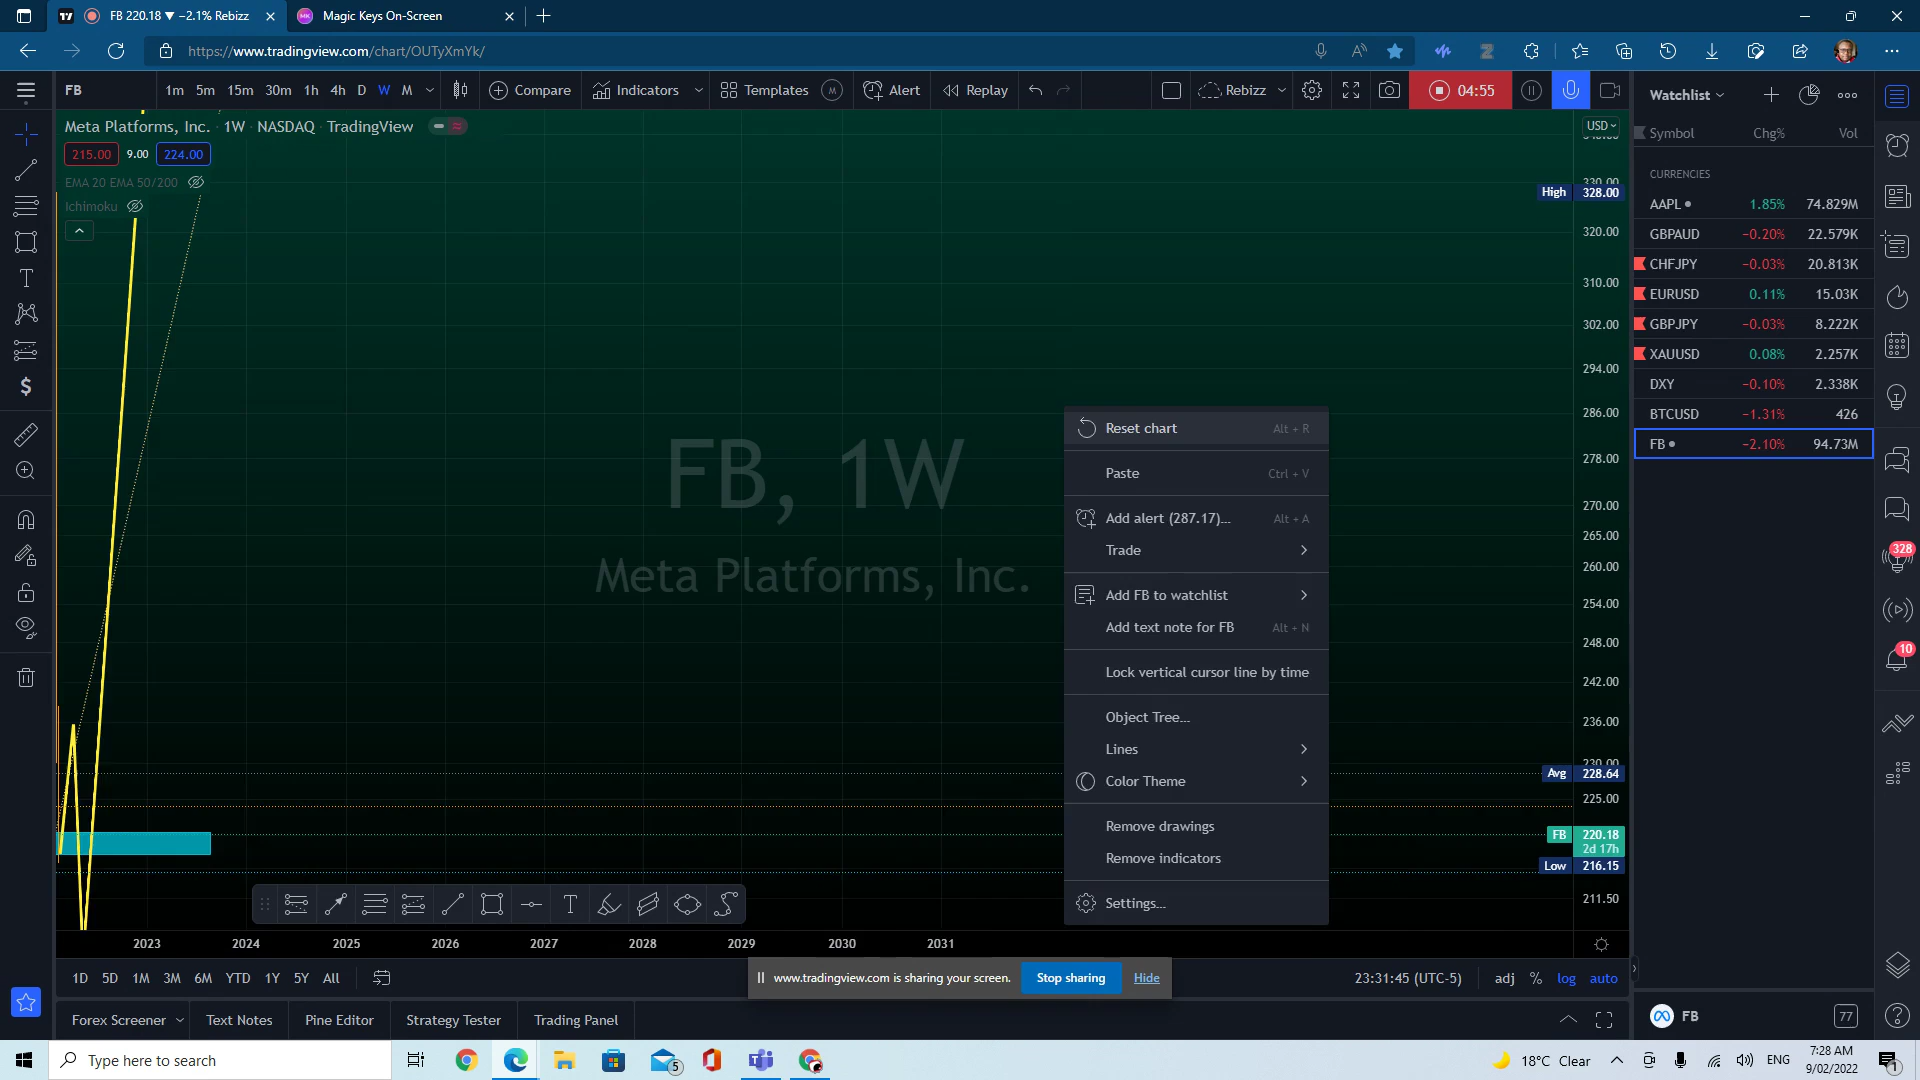 FB 220.18 ▼ −2.1% Rebizz
Magic Keys On-Screen
https://www.tradingview.com/chart/OUTyXmYk/
FB
1m 5m 15m 30m 1h 4h D W M
Compare
Indicators
Templates
M
Alert
Replay
Rebizz
04:55
Meta Platforms, Inc. · 1W · NASDAQ · TradingView
215.00 9.00 224.00
EMA 20 EMA 50/200
Ichimoku
FB, 1W
Meta Platforms, Inc.
USD
330.00
High 328.00
320.00
310.00
302.00
294.00
286.00
278.00
270.00
265.00
260.00
254.00
248.00
242.00
236.00
230.00
Avg 228.64
225.00
FB 220.18
2d 17h
Low 216.15
211.50
Reset chart Alt + R
Paste Ctrl + V
Add alert (287.17)... Alt + A
Trade
Add FB to watchlist
Add text note for FB Alt + N
Lock vertical cursor line by time
Object Tree...
Lines
Color Theme
Remove drawings
Remove indicators
Settings...
2023 2024 2025 2026 2027 2028 2029 2030 2031
1D 5D 1M 3M 6M YTD 1Y 5Y All
www.tradingview.com is sharing your screen. Stop sharing Hide
23:31:45 (UTC-5) adj % log auto
Forex Screener Text Notes Pine Editor Strategy Tester Trading Panel
Watchlist
Symbol Chg% Vol
CURRENCIES
AAPL 1.85% 74.829M
GBPAUD −0.20% 22.579K
CHFJPY −0.03% 20.813K
EURUSD 0.11% 15.03K
GBPJPY −0.03% 8.222K
XAUUSD 0.08% 2.257K
DXY −0.10% 2.338K
BTCUSD −1.31% 426
FB −2.10% 94.73M
328
10
FB 77
Type here to search
5
18°C Clear
ENG
7:28 AM
9/02/2022
1